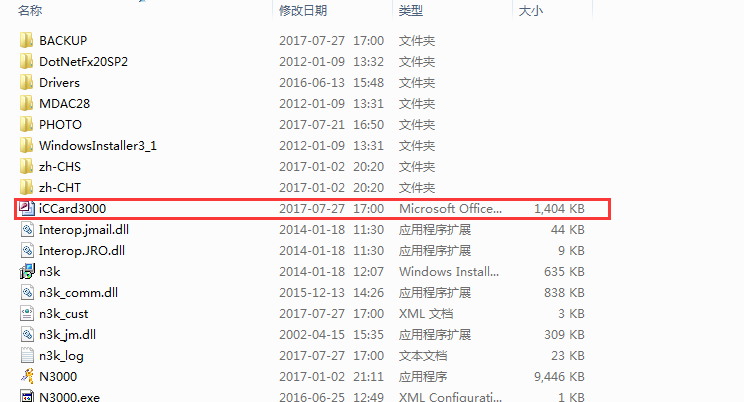 名称 修改日期 类型 大小
BACKUP 2017-07-27 17:00 文件夹
DotNetFx20SP2 2012-01-09 13:32 文件夹
Drivers 2016-06-13 15:48 文件夹
MDAC28 2012-01-09 13:31 文件夹
PHOTO 2017-07-21 16:50 文件夹
WindowsInstaller3_1 2012-01-09 13:32 文件夹
zh-CHS 2017-01-02 20:20 文件夹
zh-CHT 2017-01-02 20:20 文件夹
iCCard3000 2017-07-27 17:00 Microsoft Office... 1,404 KB
Interop.jmail.dll 2014-01-18 11:30 应用程序扩展 44 KB
Interop.JRO.dll 2014-01-18 11:30 应用程序扩展 9 KB
n3k 2014-01-18 12:07 Windows Install... 635 KB
n3k_comm.dll 2015-12-13 14:26 应用程序扩展 838 KB
n3k_cust 2017-07-27 17:00 XML 文档 3 KB
n3k_jm.dll 2002-04-15 15:35 应用程序扩展 309 KB
n3k_log 2017-07-27 17:00 文本文档 23 KB
N3000 2017-01-02 21:11 应用程序 9,446 KB
N3000.exe 2016-06-25 12:49 XML Configurati... 1 KB